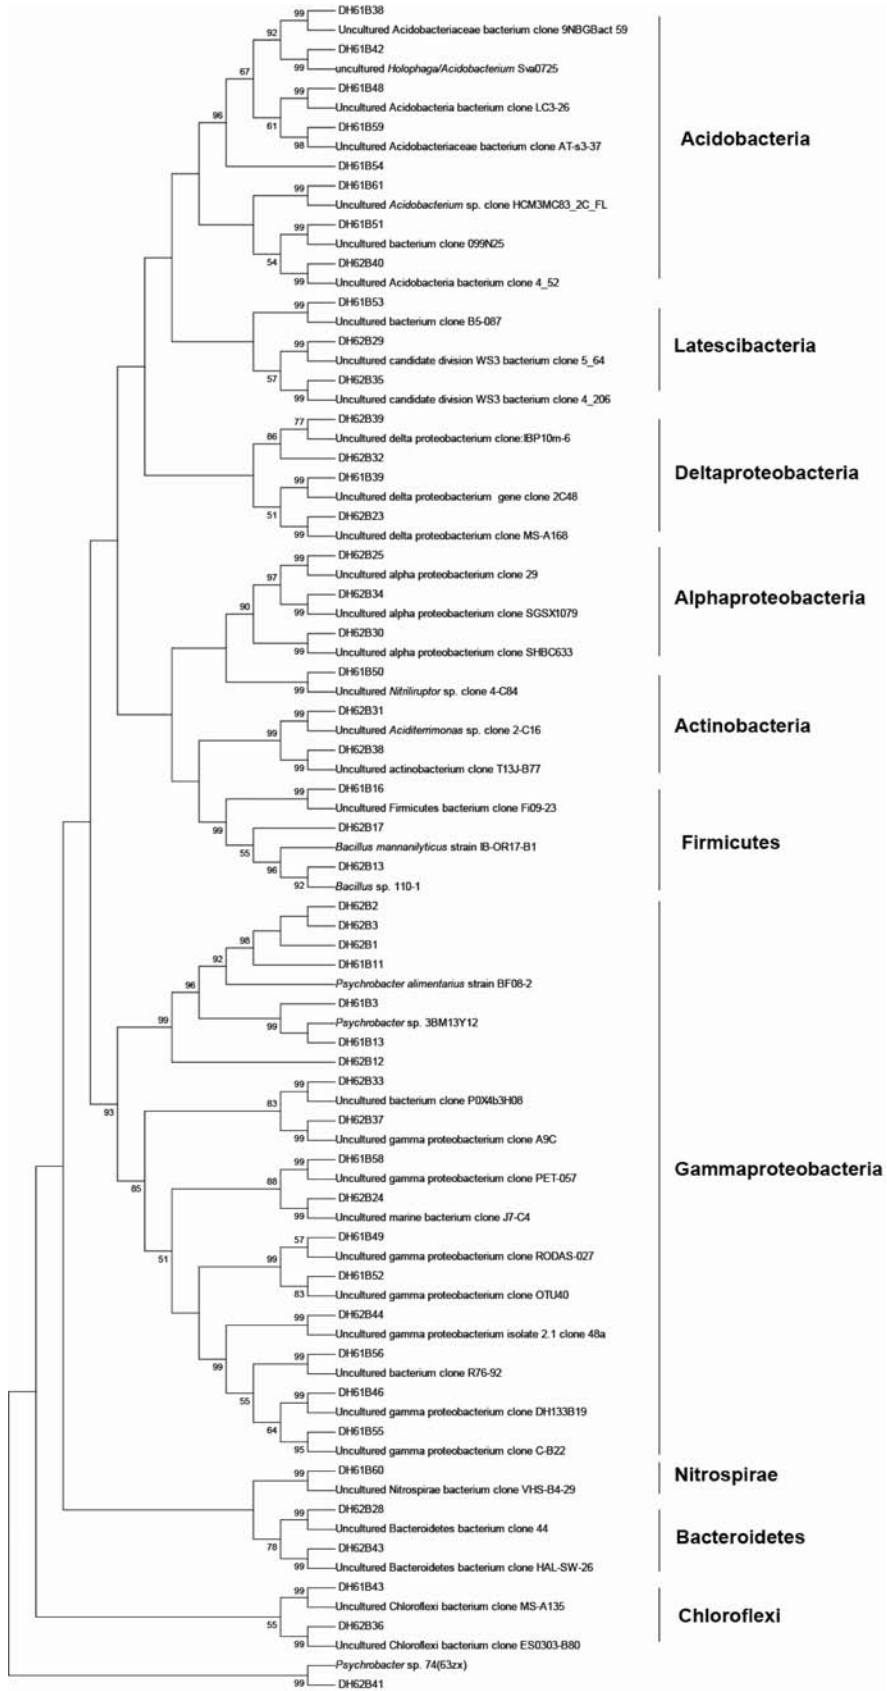 99
DH61B38
92
Uncultured Acidobacteriaceae bacterium clone 9NBGBact 59
DH61B42
99
uncultured Holophaga/Acidobacterium Sva0725
67
99
DH61B48
Uncultured Acidobacteria bacterium clone LC3-26
96
61
DH61B59
98
Uncultured Acidobacteriaceae bacterium clone AT-s3-37
Acidobacteria
DH61B54
99
DH61B61
Uncultured Acidobacterium sp. clone HCM3MC83_2C_FL
99
DH61B51
Uncultured bacterium clone 099N25
54
DH62B40
99
Uncultured Acidobacteria bacterium clone 4_52
99
DH61B53
Uncultured bacterium clone B5-087
99
DH62B29
Latescibacteria
Uncultured candidate division WS3 bacterium clone 5_64
57
DH62B35
99
Uncultured candidate division WS3 bacterium clone 4_206
77
DH62B39
86
Uncultured delta proteobacterium clone:IBP10m-6
DH62B32
99
DH61B39
Deltaproteobacteria
Uncultured delta proteobacterium gene clone 2C48
51
DH62B23
99
Uncultured delta proteobacterium clone MS-A168
99
DH62B25
97
Uncultured alpha proteobacterium clone 29
DH62B34
Alphaproteobacteria
90
99
Uncultured alpha proteobacterium clone SGSX1079
DH62B30
99
Uncultured alpha proteobacterium clone SHBC633
DH61B50
99
Uncultured Nitriliruptor sp. clone 4-C84
99
DH62B31
99
Uncultured Aciditerrimonas sp. clone 2-C16
Actinobacteria
DH62B38
99
Uncultured actinobacterium clone T13J-B77
99
DH61B16
Uncultured Firmicutes bacterium clone Fi09-23
99
DH62B17
55
Bacillus mannanilyticus strain IB-OR17-B1
Firmicutes
96
DH62B13
92
Bacillus sp. 110-1
DH62B2
DH62B3
98
DH62B1
92
DH61B11
96
Psychrobacter alimentarius strain BF08-2
DH61B3
99
99
Psychrobacter sp. 3BM13Y12
DH61B13
DH62B12
99
DH62B33
93
83
Uncultured bacterium clone P0X4b3H08
DH62B37
99
Uncultured gamma proteobacterium clone A9C
99
DH61B58
85
88
Uncultured gamma proteobacterium clone PET-057
Gammaproteobacteria
DH62B24
99
Uncultured marine bacterium clone J7-C4
57
DH61B49
51
99
Uncultured gamma proteobacterium clone RODAS-027
DH61B52
83
Uncultured gamma proteobacterium clone OTU40
99
DH62B44
Uncultured gamma proteobacterium isolate 2.1 clone 48a
99
99
DH61B56
Uncultured bacterium clone R76-92
55
99
DH61B46
Uncultured gamma proteobacterium clone DH133B19
64
DH61B55
95
Uncultured gamma proteobacterium clone C-B22
99
DH61B60
Nitrospirae
Uncultured Nitrospirae bacterium clone VHS-B4-29
99
DH62B28
Uncultured Bacteroidetes bacterium clone 44
Bacteroidetes
78
DH62B43
99
Uncultured Bacteroidetes bacterium clone HAL-SW-26
99
DH61B43
Uncultured Chloroflexi bacterium clone MS-A135
Chloroflexi
55
DH62B36
99
Uncultured Chloroflexi bacterium clone ES0303-B80
Psychrobacter sp. 74(63zx)
99
DH62B41